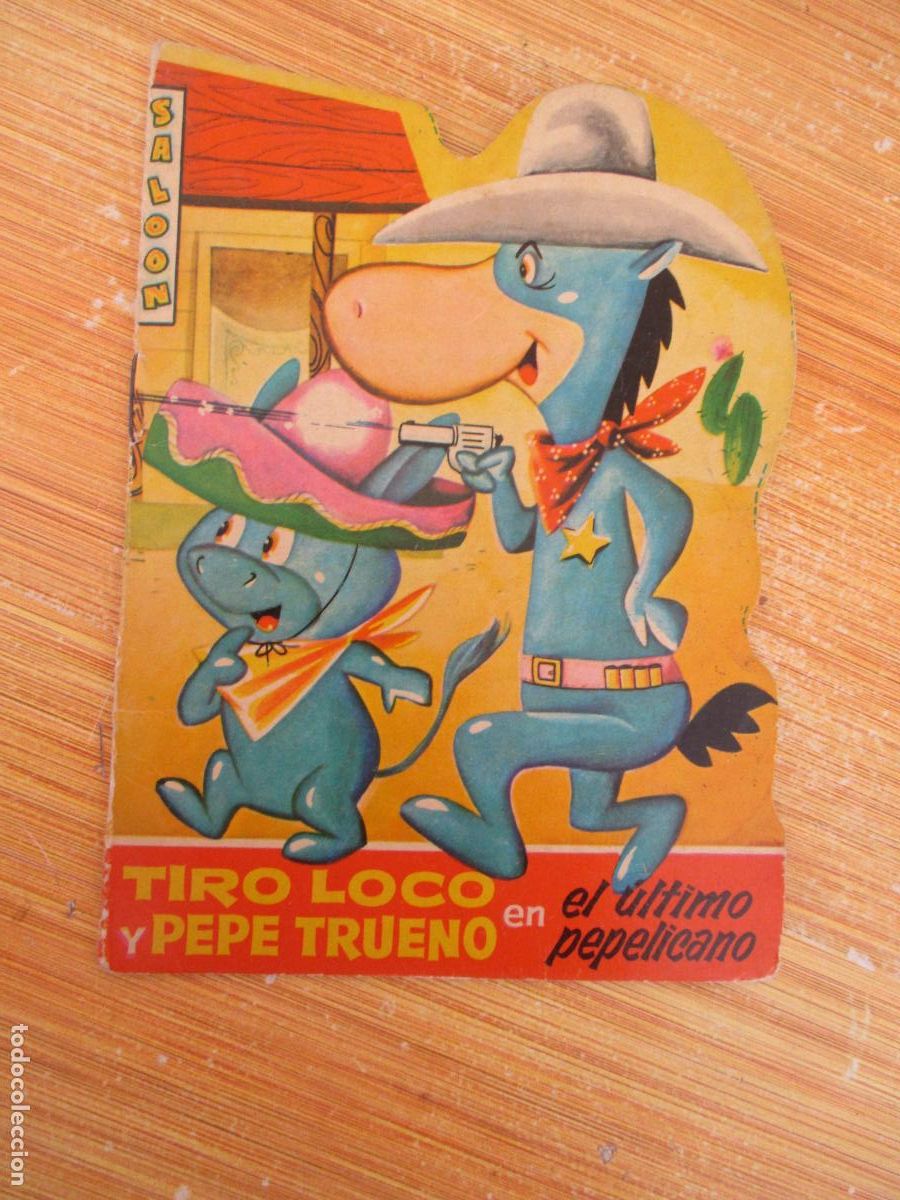 SALOON
TIRO LOCO
Y PEPE TRUENO
en
el último
pepelicano
todocoleccion